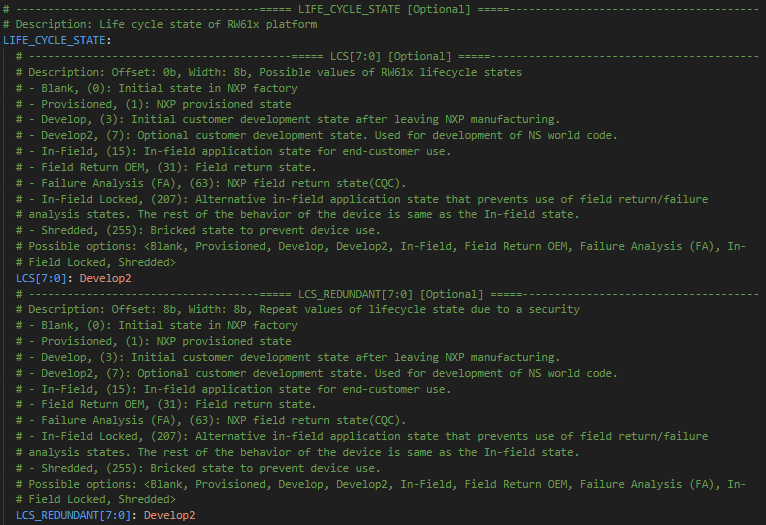 # ----------------------------------------===== LIFE_CYCLE_STATE [Optional] =====---------------------------------------
# Description: Life cycle state of RW61x platform
LIFE_CYCLE_STATE:
  # -----------------------------------------===== LCS[7:0] [Optional] =====------------------------------------------
  # Description: Offset: 0b, Width: 8b, Possible values of RW61x lifecycle states
  # - Blank, (0): Initial state in NXP factory
  # - Provisioned, (1): NXP provisioned state
  # - Develop, (3): Initial customer development state after leaving NXP manufacturing.
  # - Develop2, (7): Optional customer development state. Used for development of NS world code.
  # - In-Field, (15): In-field application state for end-customer use.
  # - Field Return OEM, (31): Field return state.
  # - Failure Analysis (FA), (63): NXP field return state(CQC).
  # - In-Field Locked, (207): Alternative in-field application state that prevents use of field return/failure
  # analysis states. The rest of the behavior of the device is same as the In-field state.
  # - Shredded, (255): Bricked state to prevent device use.
  # Possible options: <Blank, Provisioned, Develop, Develop2, In-Field, Field Return OEM, Failure Analysis (FA), In-
  # Field Locked, Shredded>
  LCS[7:0]: Develop2
  # ------------------------------------===== LCS_REDUNDANT[7:0] [Optional] =====-------------------------------------
  # Description: Offset: 8b, Width: 8b, Repeat values of lifecycle state due to a security
  # - Blank, (0): Initial state in NXP factory
  # - Provisioned, (1): NXP provisioned state
  # - Develop, (3): Initial customer development state after leaving NXP manufacturing.
  # - Develop2, (7): Optional customer development state. Used for development of NS world code.
  # - In-Field, (15): In-field application state for end-customer use.
  # - Field Return OEM, (31): Field return state.
  # - Failure Analysis (FA), (63): NXP field return state(CQC).
  # - In-Field Locked, (207): Alternative in-field application state that prevents use of field return/failure
  # analysis states. The rest of the behavior of the device is same as the In-field state.
  # - Shredded, (255): Bricked state to prevent device use.
  # Possible options: <Blank, Provisioned, Develop, Develop2, In-Field, Field Return OEM, Failure Analysis (FA), In-
  # Field Locked, Shredded>
  LCS_REDUNDANT[7:0]: Develop2